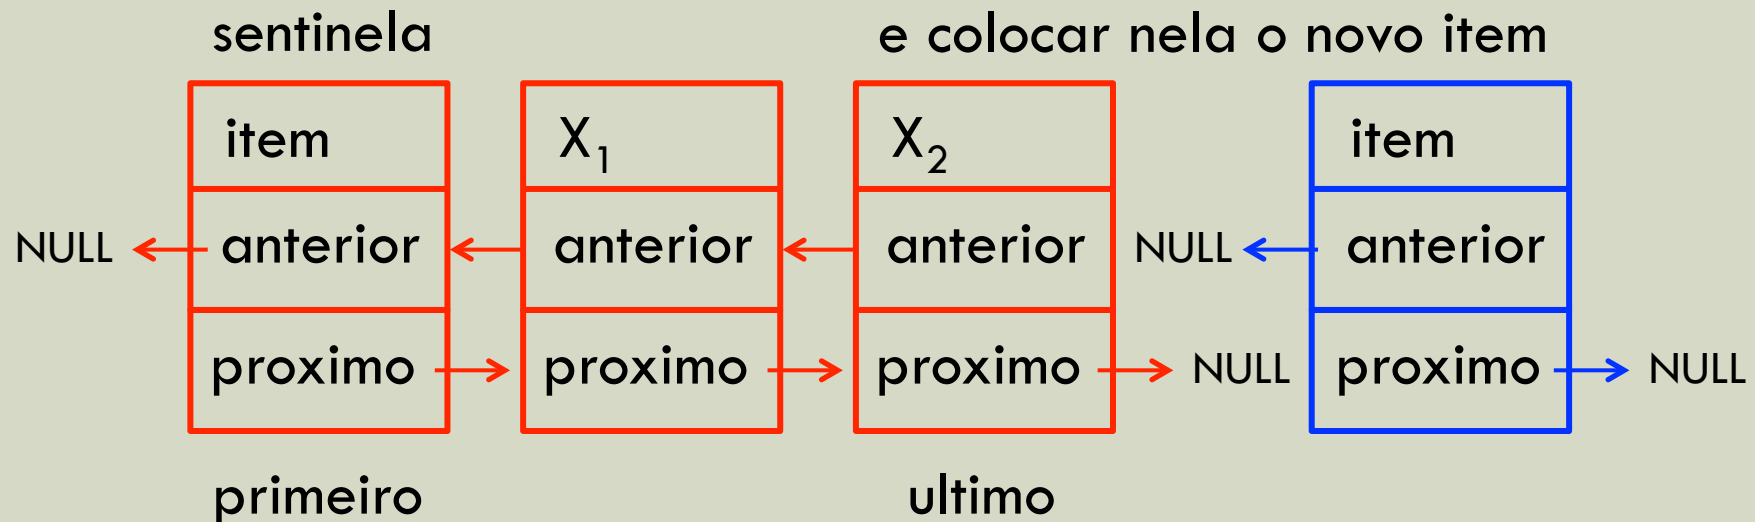 sentinela e colocar nela o novo item
item X₁ X₂ item
NULL anterior anterior anterior NULL anterior
proximo proximo proximo NULL proximo NULL
primeiro ultimo